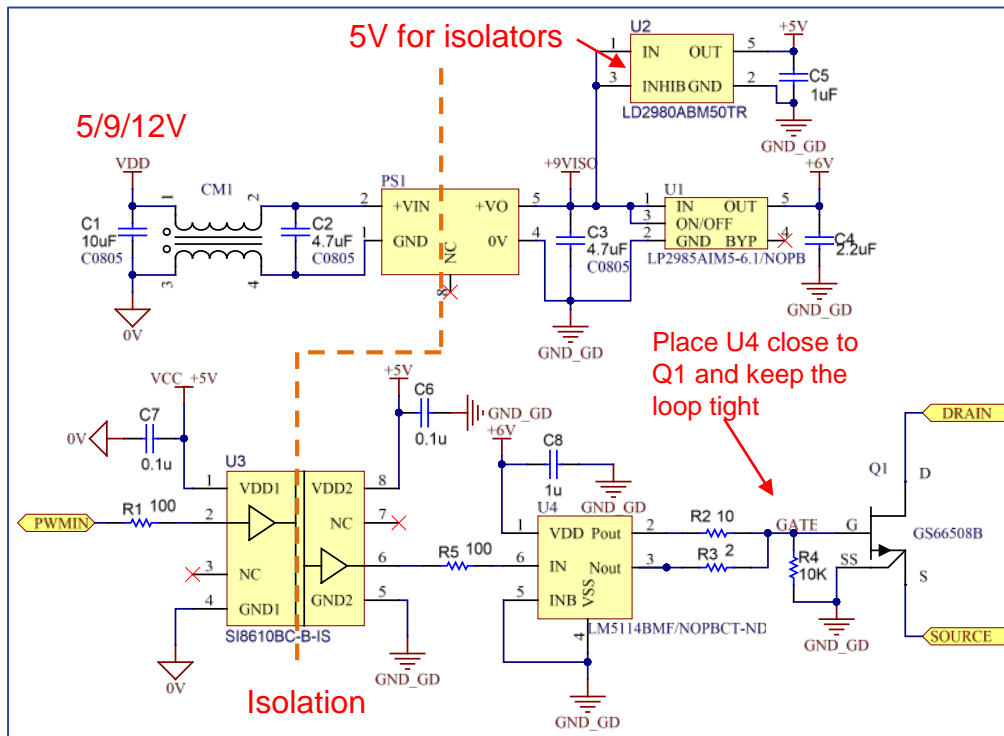 5V for isolators
U2
1
IN
OUT
5
+5V
3
INHIB
GND
2
C5
1uF
LD2980ABM50TR
GND_GD
5/9/12V
VDD
1
CM1
2
C1
10uF
C0805
C2
4.7uF
C0805
3
4
0V
PS1
2
+VIN
+VO
5
1
GND
0V
4
NC
8
+9VISO
C3
4.7uF
C0805
GND_GD
U1
1
IN
OUT
5
3
ON/OFF
2
GND
BYP
4
LP2985AIM5-6.1/NOPB
+6V
C4
2.2uF
GND_GD
Place U4 close to
Q1 and keep the
loop tight
VCC_+5V
C7
0V
0.1u
+5V
C6
0.1u
GND_GD
U3
1
VDD1
VDD2
8
PWMIN
R1
100
2
NC
7
3
NC
6
4
GND1
GND2
5
SI8610BC-B-IS
0V
GND_GD
Isolation
R5
100
+6V
C8
1u
GND_GD
U4
1
VDD
Pout
2
6
IN
Nout
3
5
INB
VSS
4
LM5114BMF/NOPBCT-ND
GND_GD
R2
10
R3
2
GATE
R4
10K
GND_GD
DRAIN
Q1
D
G
GS66508B
SS
S
SOURCE